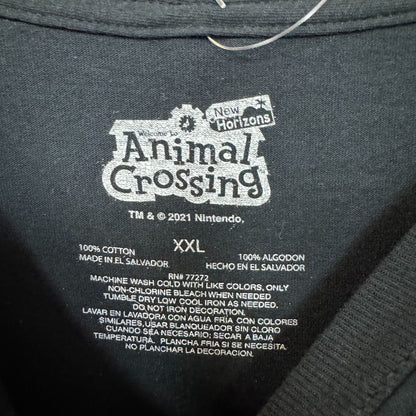 New
Horizons
Welcome to
Animal
Crossing
TM & © 2021 Nintendo.
XXL
100% COTTON
MADE IN EL SALVADOR
100% ALGODON
HECHO EN EL SALVADOR
RN# 77272
MACHINE WASH COLD WITH LIKE COLORS, ONLY
NON-CHLORINE BLEACH WHEN NEEDED
TUMBLE DRY LOW COOL IRON AS NEEDED.
DO NOT IRON DECORATION.
LAVAR EN LAVADORA CON AGUA FRIA CON COLORES
SIMILARES, USAR BLANQUEADOR SIN CLORO
CUANDO SEA NECESARIO; SECAR A BAJA
TEMPERATURA. PLANCHA FRIA SI SE NECESITA.
NO PLANCHAR LA DECORACION.